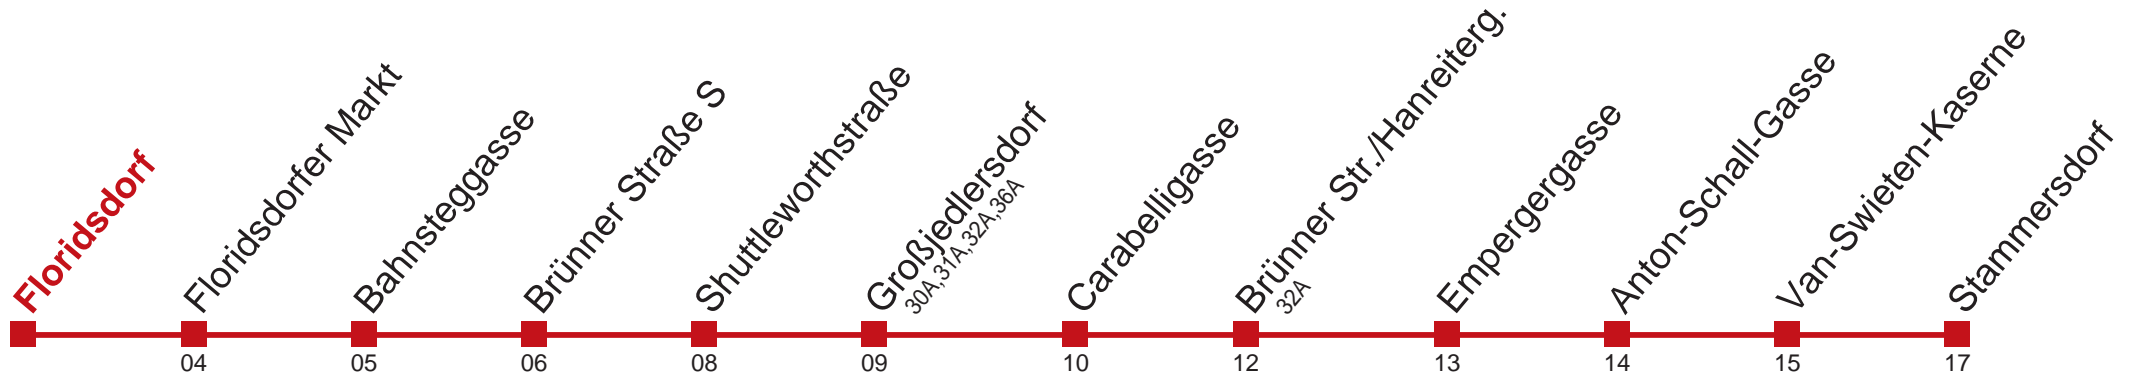 Floridsdorf
Floridsdorfer Markt
Bahnsteggasse
Brünner Straße S
Shuttleworthstraße
Großjedlersdorf
30A,31A,32A,36A
Carabelligasse
Brünner Str./Hanreiterg.
32A
Empergergasse
Anton-Schall-Gasse
Van-Swieten-Kaserne
Stammersdorf
04 05 06 08 09 10 12 13 14 15 17